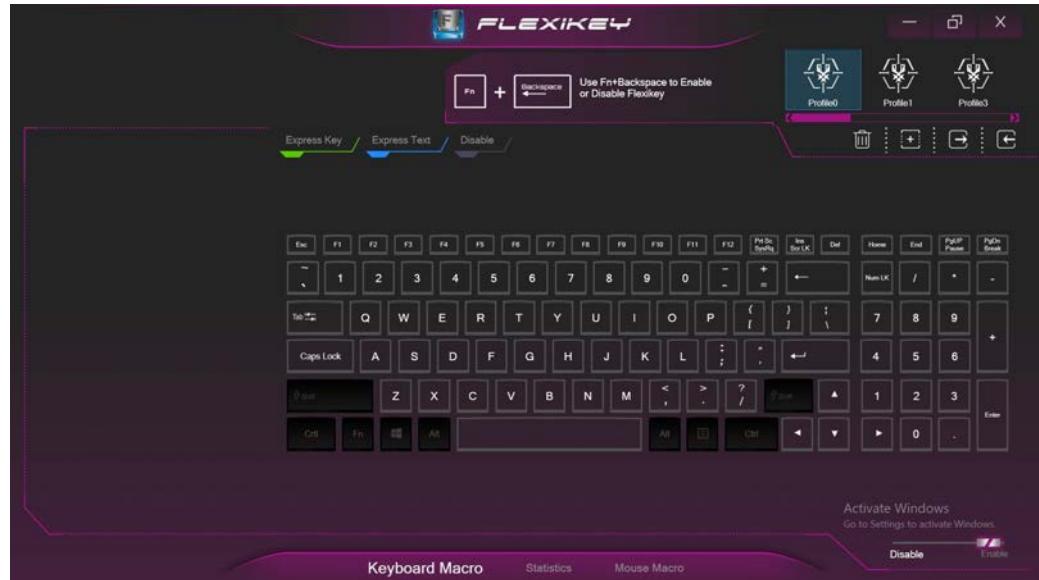 FLEXIKEY
Fn + Backspace Use Fn+Backspace to Enable
or Disable Flexikey
Profile0 Profile1 Profile3
Express Key / Express Text / Disable /
Esc F1 F2 F3 F4 F5 F6 F7 F8 F9 F10 F11 F12 Prt Sc SysRq Ins Scr LK Del Home End PgUP Pause PgDn Break
1 2 3 4 5 6 7 8 9 0 - + = ← Num LK / * -
Tab Q W E R T Y U I O P ( [ ) ] \ 7 8 9 +
Caps Lock A S D F G H J K L : ; " ' 4 5 6
Shift Z X C V B N M < , > . ? / Shift ▲ 1 2 3 Enter
Crtl Fn Alt Alt Ctrl ◄ ▼ ► 0 .
Activate Windows
Go to Settings to activate Windows.
Disable Enable
Keyboard Macro Statistics Mouse Macro